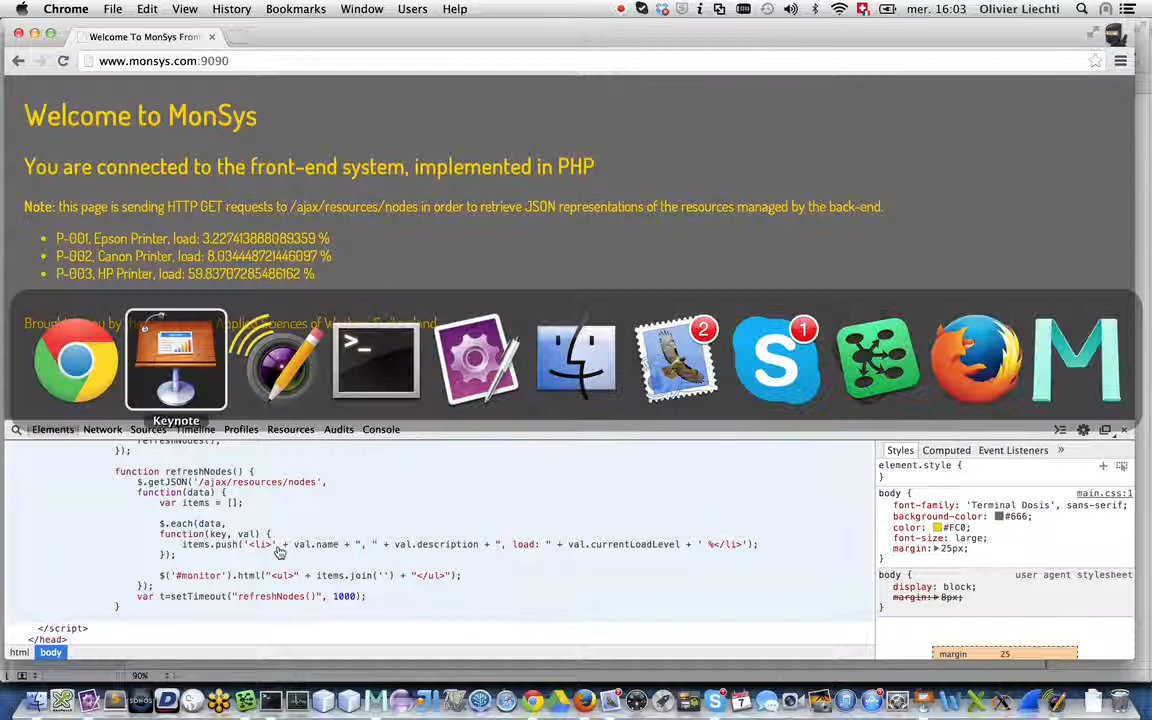 Chrome File Edit View History Bookmarks Window Users Help mer. 16:03 Olivier Liechti
Welcome To MonSys Fron
www.monsys.com:9090
Welcome to MonSys
You are connected to the front-end system, implemented in PHP
Note: this page is sending HTTP GET requests to /ajax/resources/nodes in order to retrieve JSON representations of the resources managed by the back-end.
P-001, Epson Printer, load: 3.227413888089359 %
P-002, Canon Printer, load: 8.034448721446097 %
P-003, HP Printer, load: 59.83707285486162 %
2
1
Keynote
Elements Network Sources Timeline Profiles Resources Audits Console
refreshNodes();
});
function refreshNodes() {
$.getJSON('/ajax/resources/nodes',
function(data) {
var items = [];
$.each(data,
function(key, val) {
items.push('<li>' + val.name + ", " + val.description + ", load: " + val.currentLoadLevel + ' %</li>');
});
$('#monitor').html("<ul>" + items.join('') + "</ul>");
});
var t=setTimeout("refreshNodes()", 1000);
}
</script>
</head>
html body
Styles Computed Event Listeners »
element.style {
}
body { main.css:1
font-family: 'Terminal Dosis', sans-serif;
background-color: #666;
color: #FC0;
font-size: large;
margin: 25px;
}
body { user agent stylesheet
display: block;
margin: 8px;
}
margin 25
90%